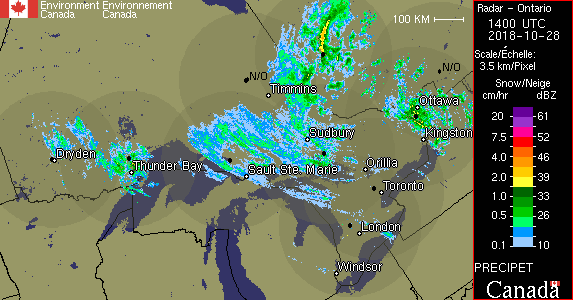 Environment Environnement
Canada Canada
100 KM
N/O
N/O
Timmins
Ottawa
Sudbury
Kingston
Dryden
Thunder Bay
Sault Ste. Marie
Orillia
Toronto
London
Windsor
Radar - Ontario
1400 UTC
2018-10-28
Scale/Échelle:
3.5 km/Pixel
Snow/Neige
cm/hr dBZ
20 61
7.5 52
4.0 46
2.0 39
1.0 33
0.5 26
0.1 10
PRECIPET
Canada